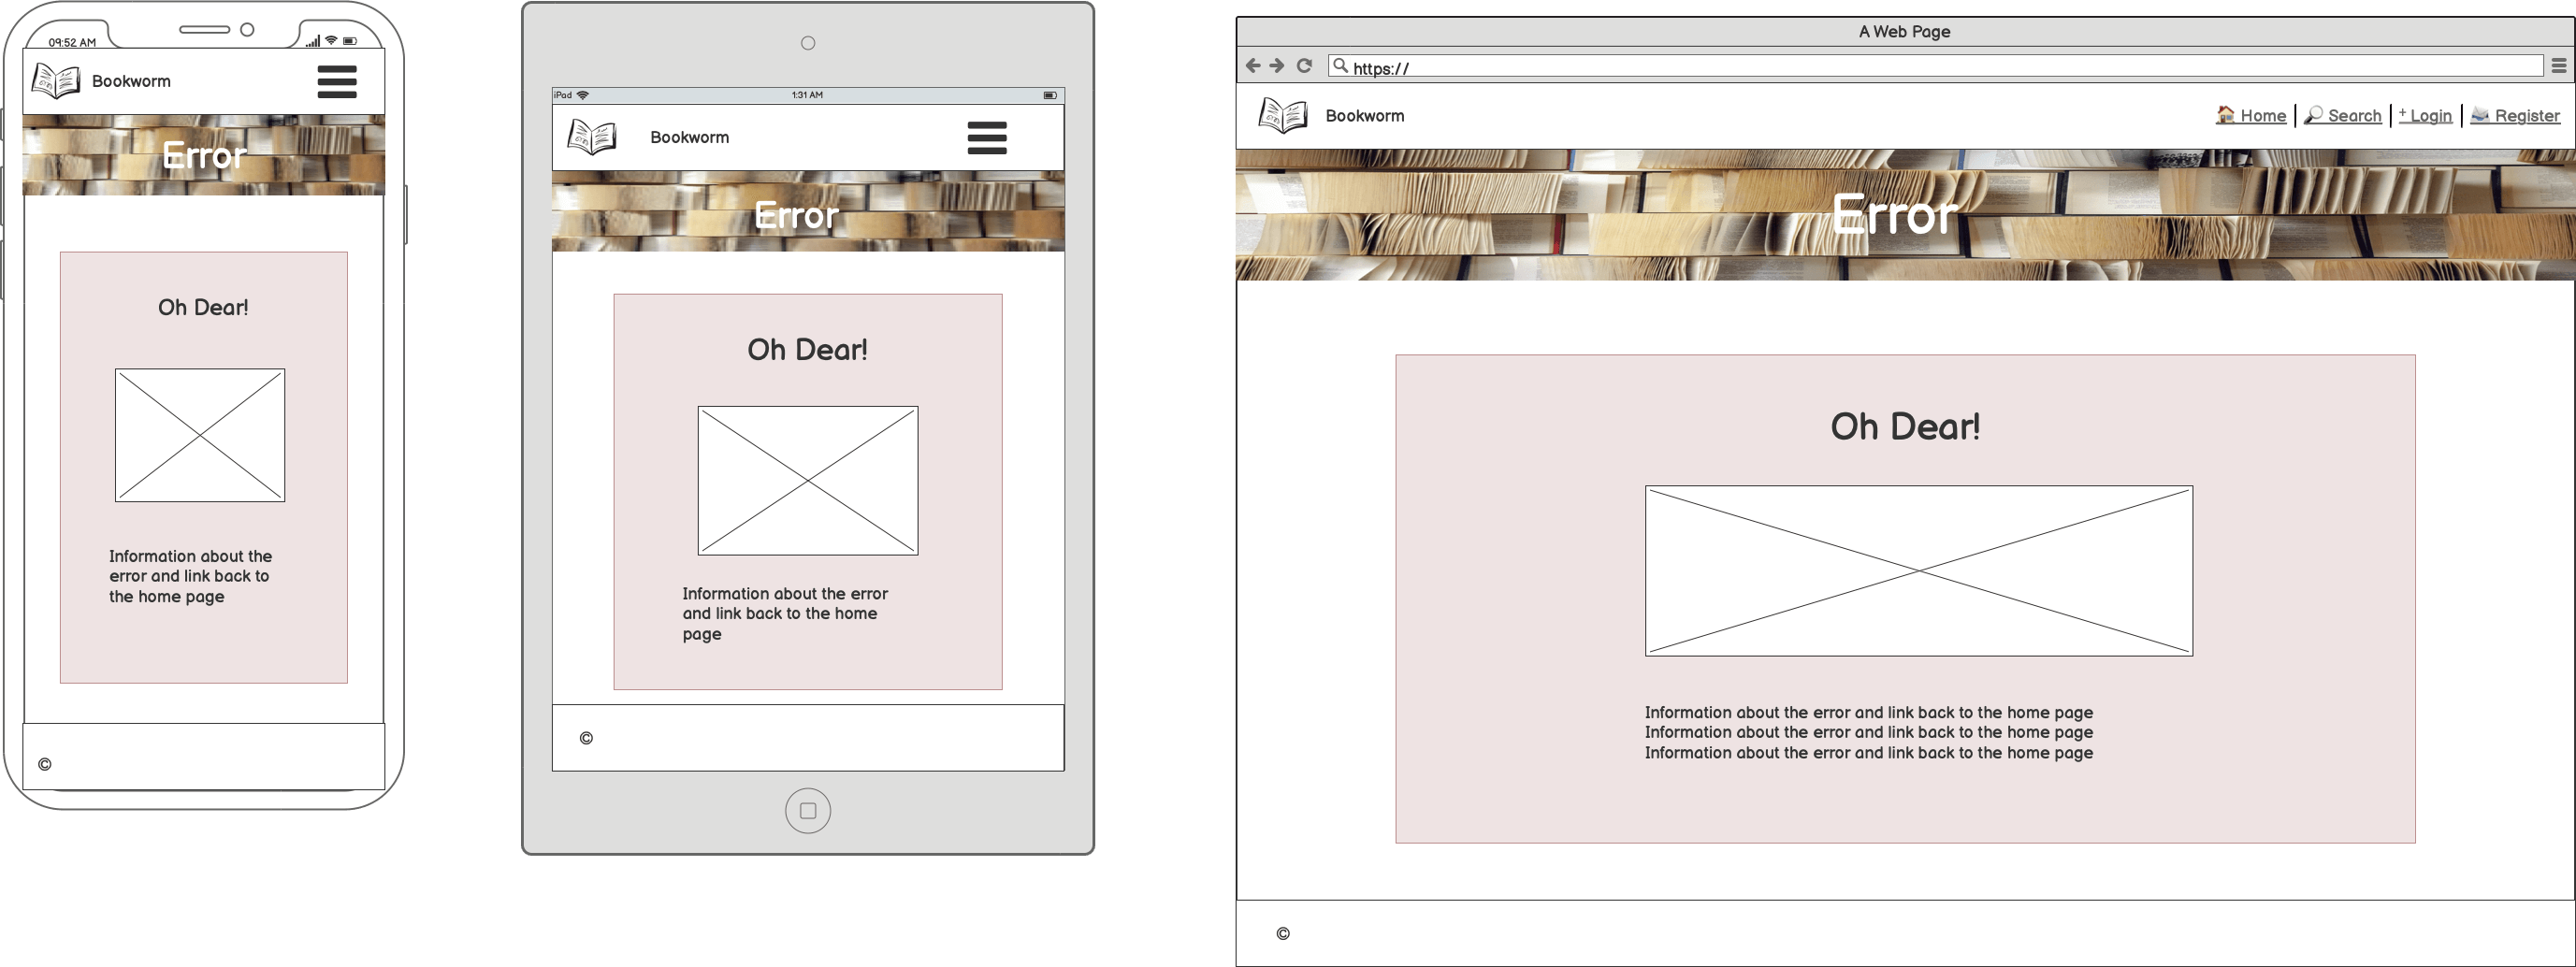 09:52 AM
Bookworm
Error
Oh Dear!
Information about the
error and link back to
the home page
©
iPad
1:31 AM
Bookworm
Error
Oh Dear!
Information about the error
and link back to the home
page
©
A Web Page
https://
Bookworm
Home
Search
+ Login
Register
Error
Oh Dear!
Information about the error and link back to the home page
Information about the error and link back to the home page
Information about the error and link back to the home page
©